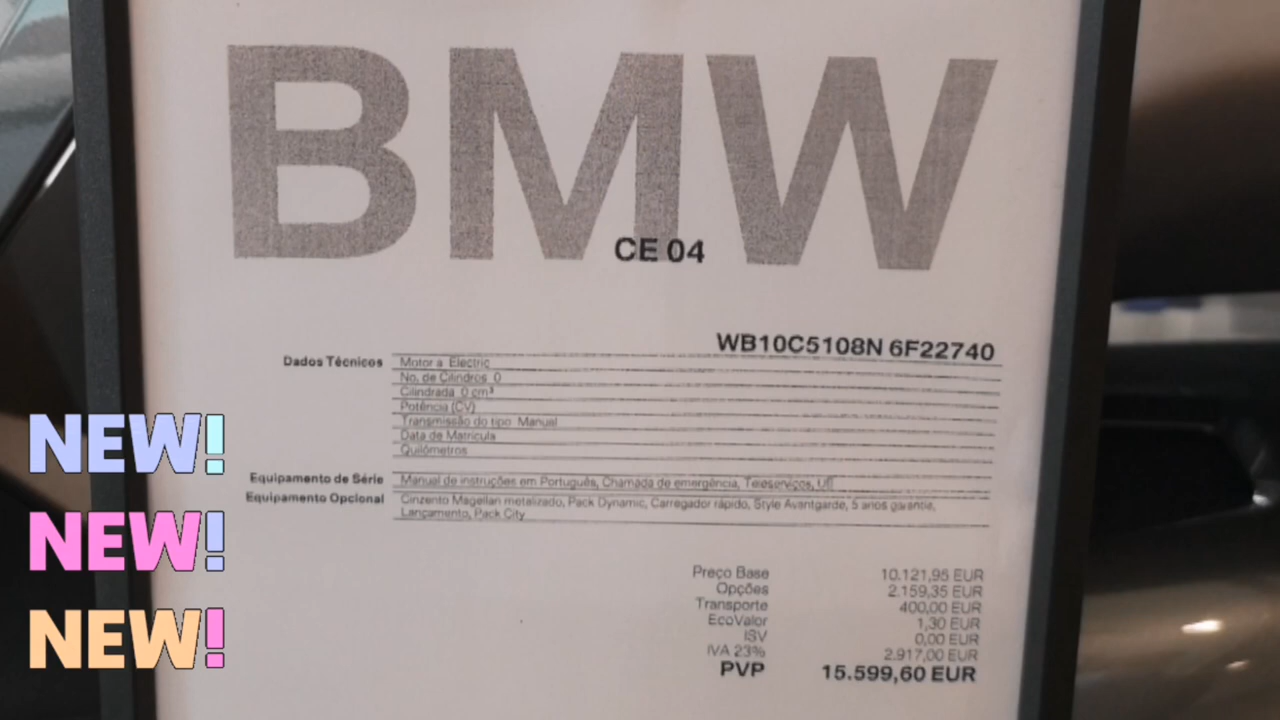 BMW
CE 04
WB10C5108N 6F22740
Dados Técnicos Motor a Electric
No. de Cilindros 0
Cilindrada 0 cm³
Potência (CV)
Transmissão do tipo Manual
Data de Matrícula
Quilómetros
Equipamento de Série Manual de instruções em Português, Chamada de emergência, Teleserviços,
Equipamento Opcional Cinzento Magellan metalizado, Pack Dynamic, Carregador rápido, Style Avantgarde, 5 anos garantie,
Lançamento, Pack City
Preço Base 10.121,95 EUR
Opções 2.159,35 EUR
Transporte 400,00 EUR
EcoValor 1,30 EUR
ISV 0,00 EUR
IVA 23% 2.917,00 EUR
PVP 15.599,60 EUR
NEW!
NEW!
NEW!